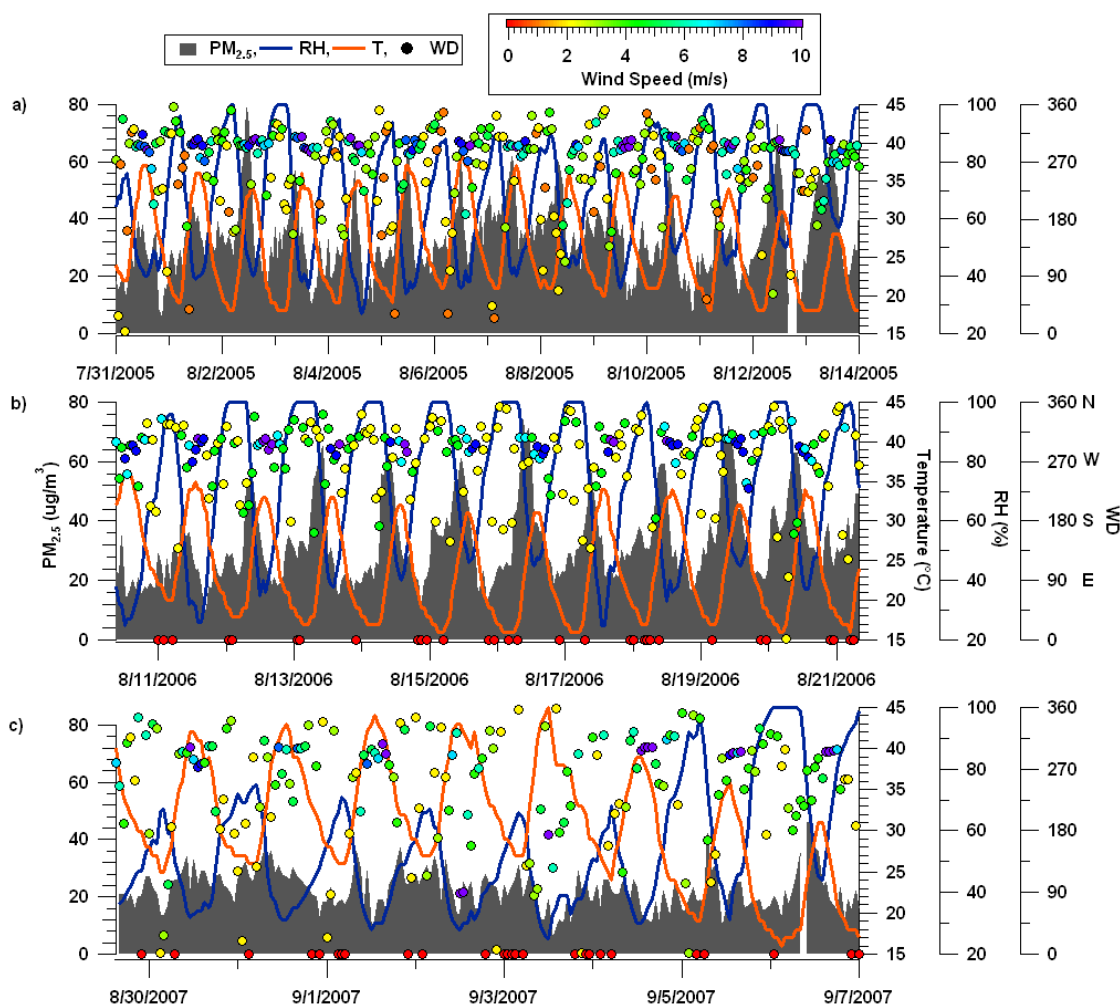 PM2.5, RH, T, WD
0 2 4 6 8 10
Wind Speed (m/s)
a)
80 45 100 360
60 40 80 270
40 35 60 180
20 30 40 90
0 25 20 0
20
15
7/31/2005 8/2/2005 8/4/2005 8/6/2005 8/8/2005 8/10/2005 8/12/2005 8/14/2005
b)
80 45 100 360 N
60 40 80 270 W
40 35 60 180 S
20 30 40 90 E
0 25 20 0
20
15
PM2.5 (ug/m3)
Temperature (°C)
RH (%)
WD
8/11/2006 8/13/2006 8/15/2006 8/17/2006 8/19/2006 8/21/2006
c)
80 45 100 360
60 40 80 270
40 35 60 180
20 30 40 90
0 25 20 0
20
15
8/30/2007 9/1/2007 9/3/2007 9/5/2007 9/7/2007